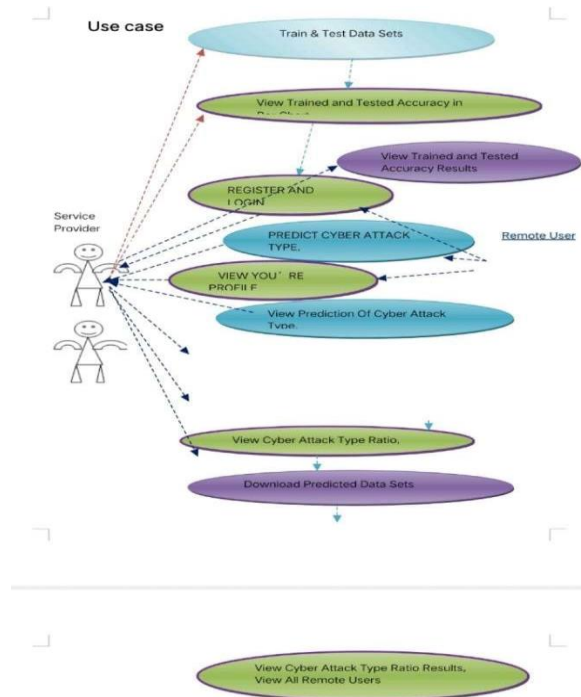 Use case
Train & Test Data Sets
View Trained and Tested Accuracy in
Bar Chart
View Trained and Tested
Accuracy Results
REGISTER AND
LOGIN
Service
Provider
PREDICT CYBER ATTACK
TYPE,
Remote User
VIEW YOU' RE
PROFILE
View Prediction Of Cyber Attack
Type,
View Cyber Attack Type Ratio,
Download Predicted Data Sets
View Cyber Attack Type Ratio Results,
View All Remote Users